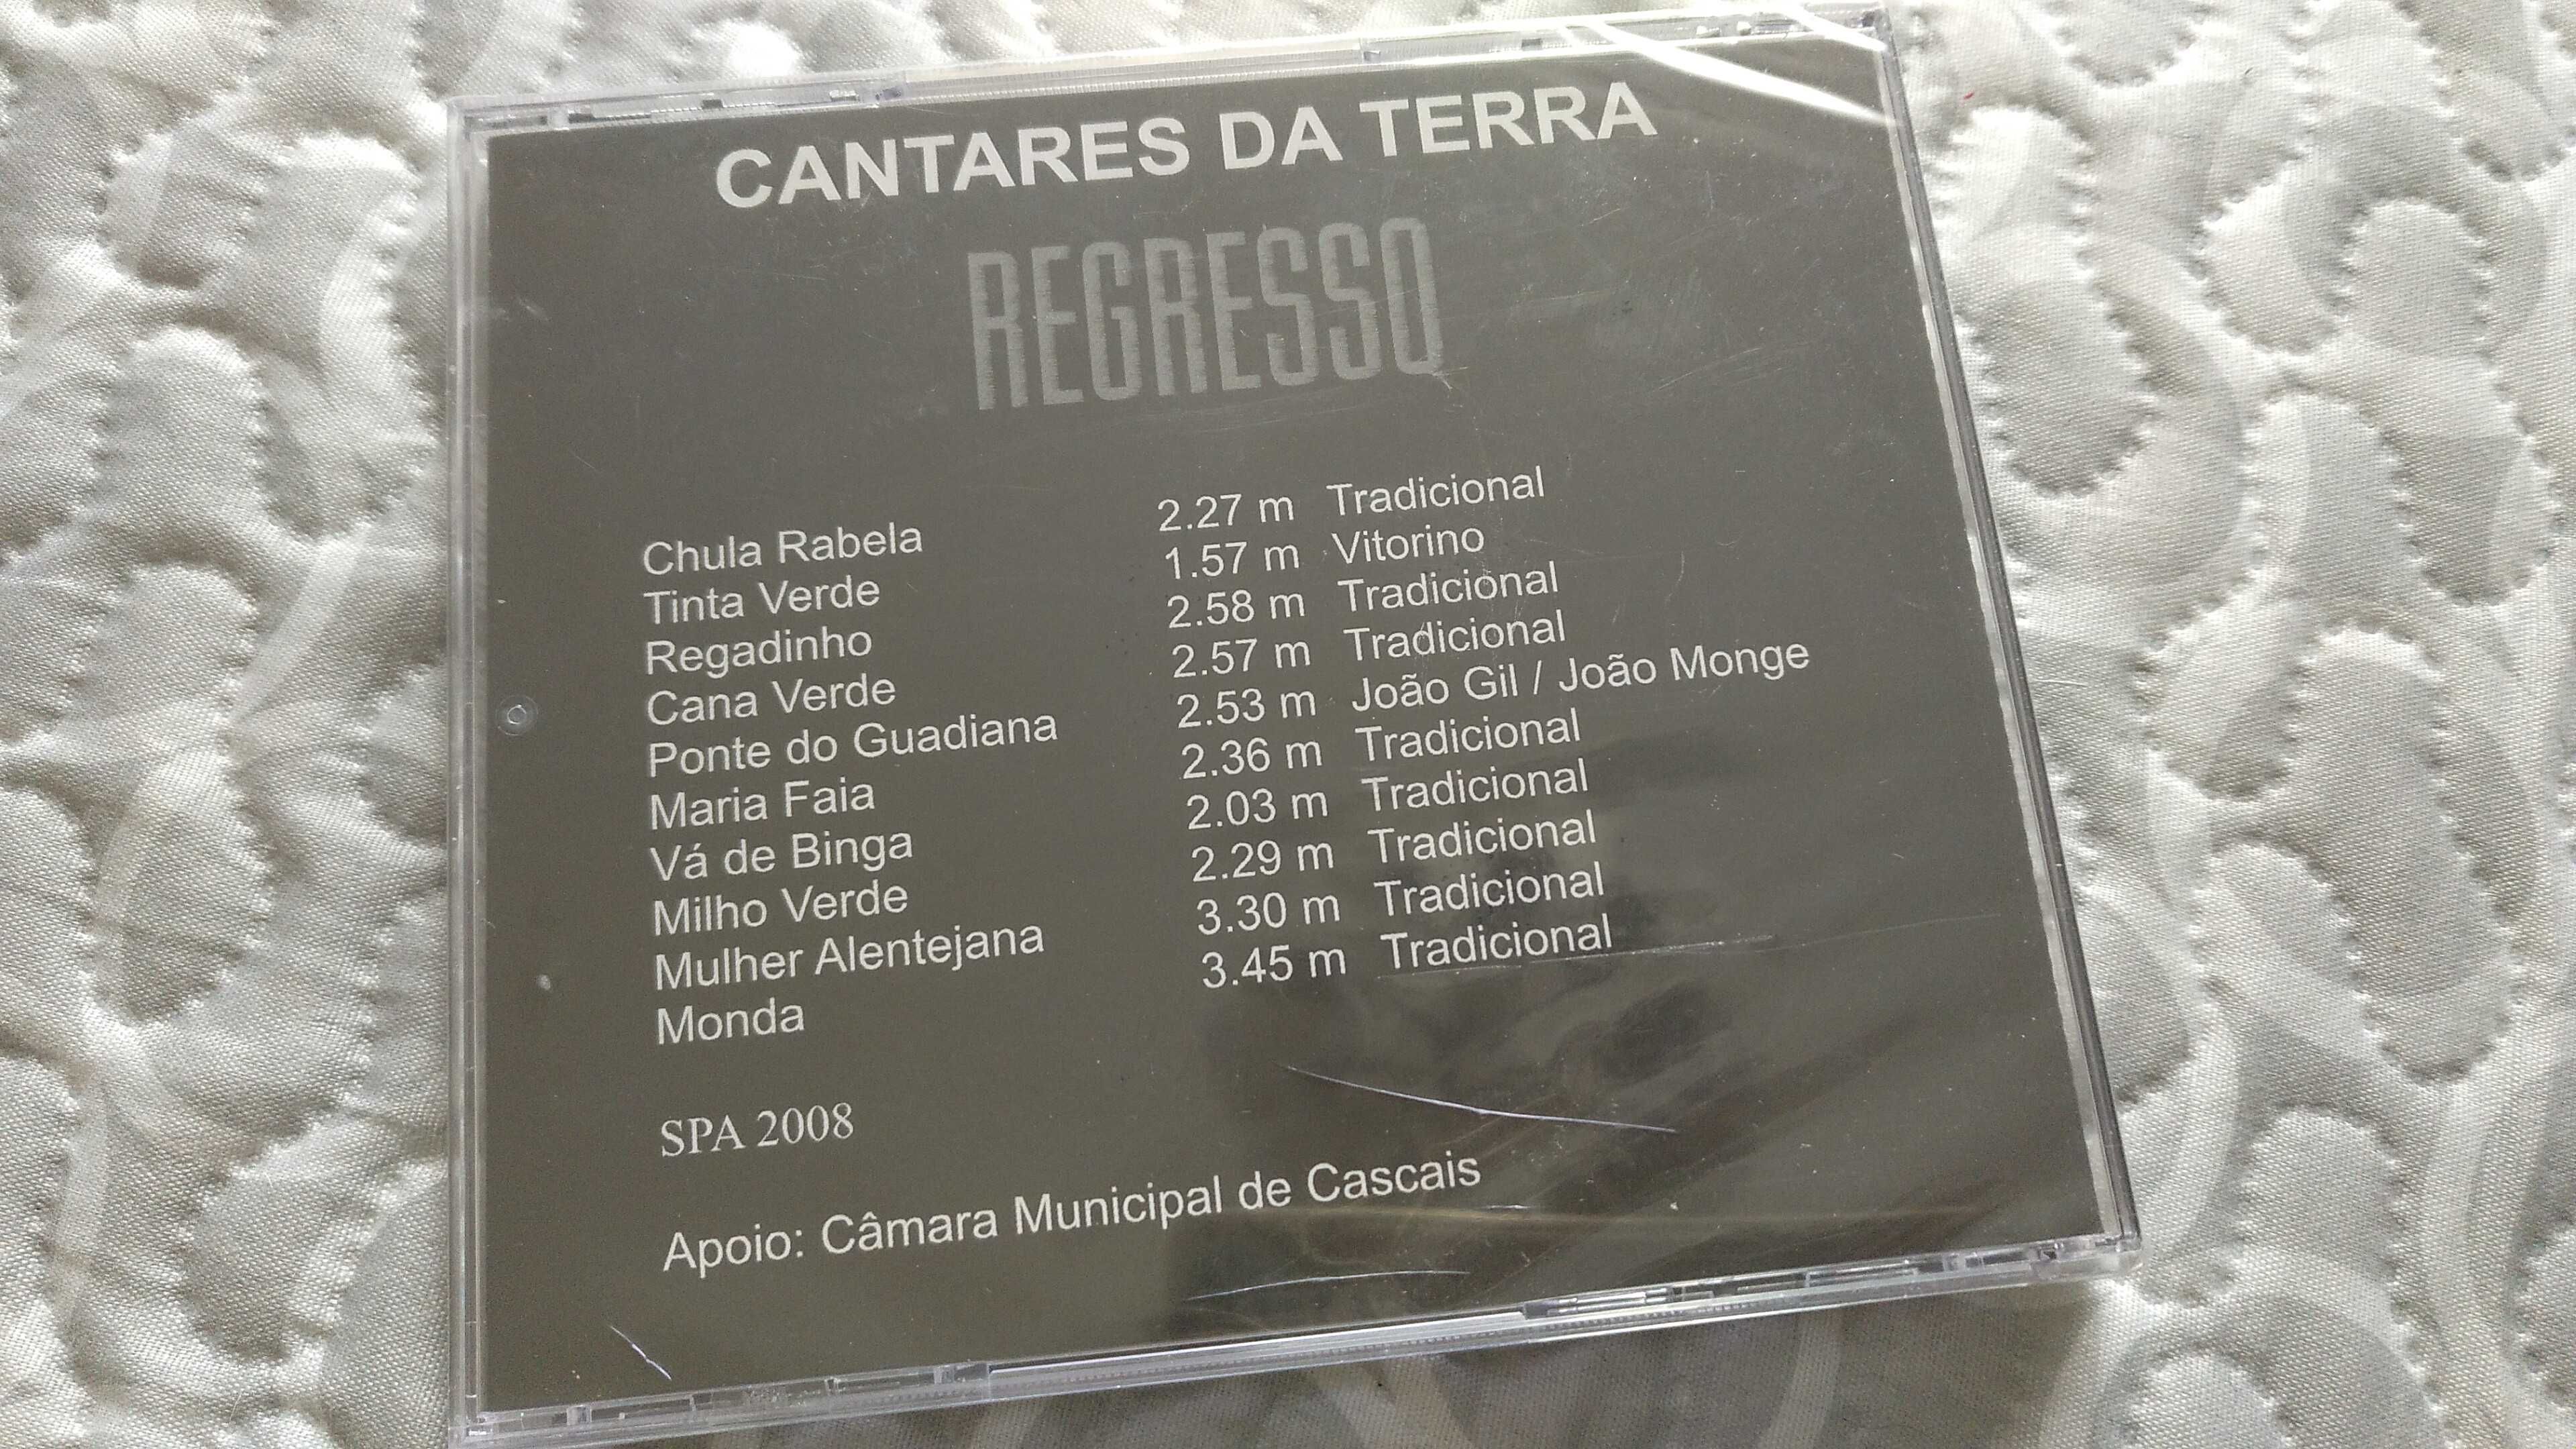 CANTARES DA TERRA
REGRESSO
Chula Rabela 2.27 m Tradicional
Tinta Verde 1.57 m Vitorino
Regadinho 2.58 m Tradicional
Cana Verde 2.57 m Tradicional
Ponte do Guadiana 2.53 m João Gil / João Monge
Maria Faia 2.36 m Tradicional
Vá de Binga 2.03 m Tradicional
Milho Verde 2.29 m Tradicional
Mulher Alentejana 3.30 m Tradicional
Monda 3.45 m Tradicional
SPA 2008
Apoio: Câmara Municipal de Cascais